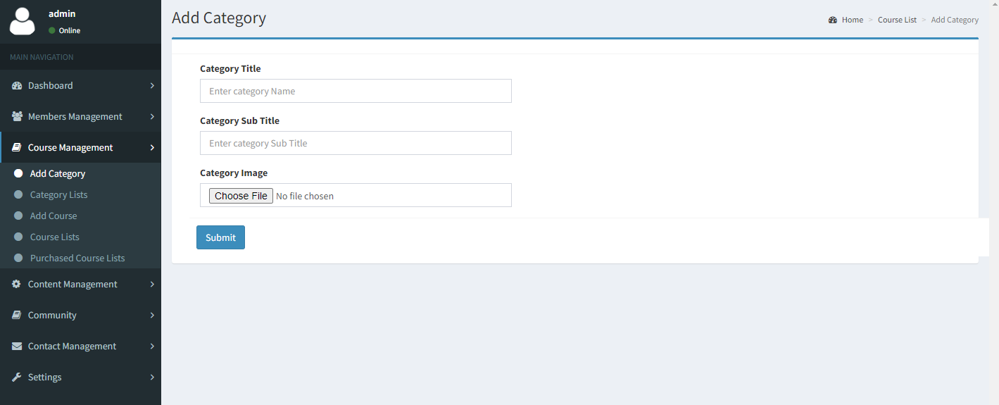 admin
Online
MAIN NAVIGATION
Dashboard
Members Management
Course Management
Add Category
Category Lists
Add Course
Course Lists
Purchased Course Lists
Content Management
Community
Contact Management
Settings
Add Category
Home > Course List > Add Category
Category Title
Enter category Name
Category Sub Title
Enter category Sub Title
Category Image
Choose File No file chosen
Submit